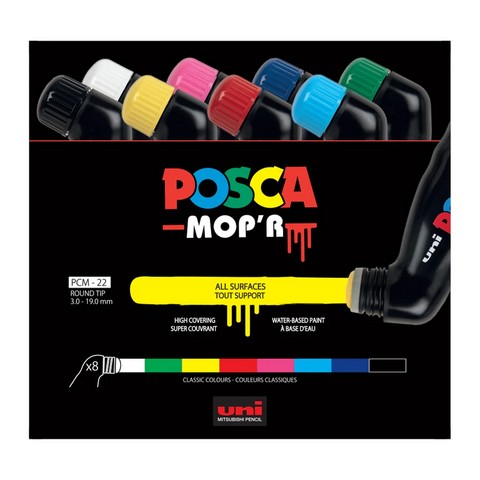 POSCA
MOP'R
uni
PCM - 22
ROUND TIP
3.0 - 19.0 mm
ALL SURFACES
TOUT SUPPORT
HIGH COVERING
SUPER COUVRANT
WATER-BASED PAINT
À BASE D'EAU
x8
CLASSIC COLOURS - COULEURS CLASSIQUES
uni
MITSUBISHI PENCIL